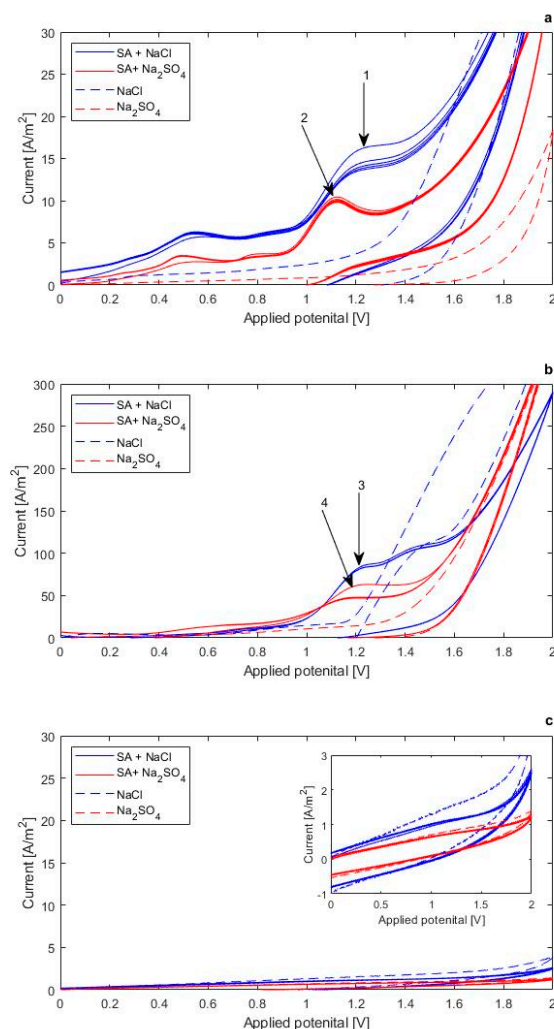 a
30
25
20
15
10
5
0
Current [A/m²]
SA + NaCl
SA+ Na₂SO₄
NaCl
Na₂SO₄
1
2
0 0.2 0.4 0.6 0.8 1 1.2 1.4 1.6 1.8 2
Applied potenital [V]
b
300
250
200
150
100
50
0
Current [A/m²]
SA + NaCl
SA+ Na₂SO₄
NaCl
Na₂SO₄
3
4
0 0.2 0.4 0.6 0.8 1 1.2 1.4 1.6 1.8 2
Applied potenital [V]
c
30
25
20
15
10
5
0
Current [A/m²]
SA + NaCl
SA+ Na₂SO₄
NaCl
Na₂SO₄
3
2
1
0
-1
Current [A/m²]
0 0.5 1 1.5 2
Applied potenital [V]
0 0.2 0.4 0.6 0.8 1 1.2 1.4 1.6 1.8 2
Applied potenital [V]